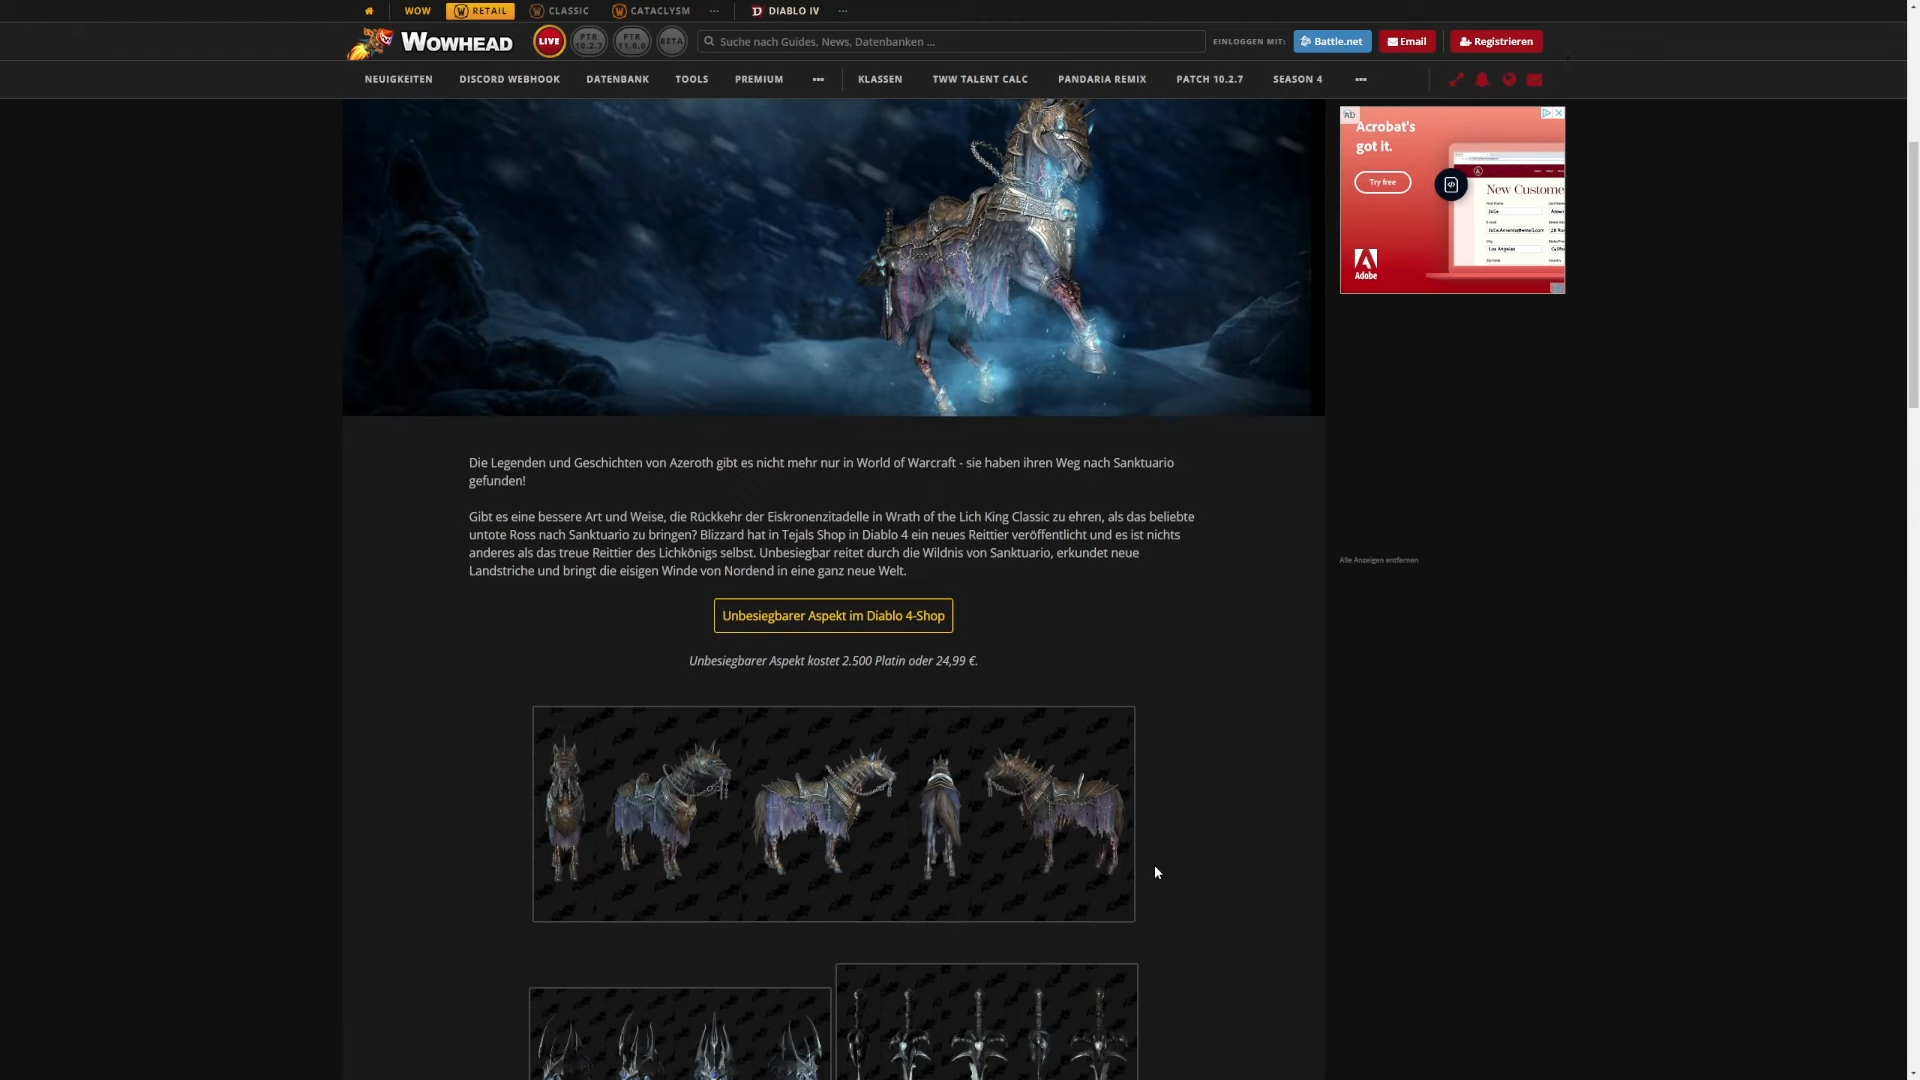 WOW
RETAIL
CLASSIC
CATACLYSM
...
DIABLO IV
...
WOWHEAD
LIVE
PTR 10.2.7
PTR 11.0.0
BETA
Suche nach Guides, News, Datenbanken ...
EINLOGGEN MIT:
Battle.net
Email
Registrieren
NEUIGKEITEN
DISCORD WEBHOOK
DATENBANK
TOOLS
PREMIUM
...
KLASSEN
TWW TALENT CALC
PANDARIA REMIX
PATCH 10.2.7
SEASON 4
...
AD
Acrobat's
got it.
Try free
New Custome
Los Angeles
Adobe
Die Legenden und Geschichten von Azeroth gibt es nicht mehr nur in World of Warcraft - sie haben ihren Weg nach Sanktuario
gefunden!
Gibt es eine bessere Art und Weise, die Rückkehr der Eiskronenzitadelle in Wrath of the Lich King Classic zu ehren, als das beliebte
untote Ross nach Sanktuario zu bringen? Blizzard hat in Tejals Shop in Diablo 4 ein neues Reittier veröffentlicht und es ist nichts
anderes als das treue Reittier des Lichkönigs selbst. Unbesiegbar reitet durch die Wildnis von Sanktuario, erkundet neue
Landstriche und bringt die eisigen Winde von Nordend in eine ganz neue Welt.
Alle Anzeigen entfernen
Unbesiegbarer Aspekt im Diablo 4-Shop
Unbesiegbarer Aspekt kostet 2.500 Platin oder 24,99 €.